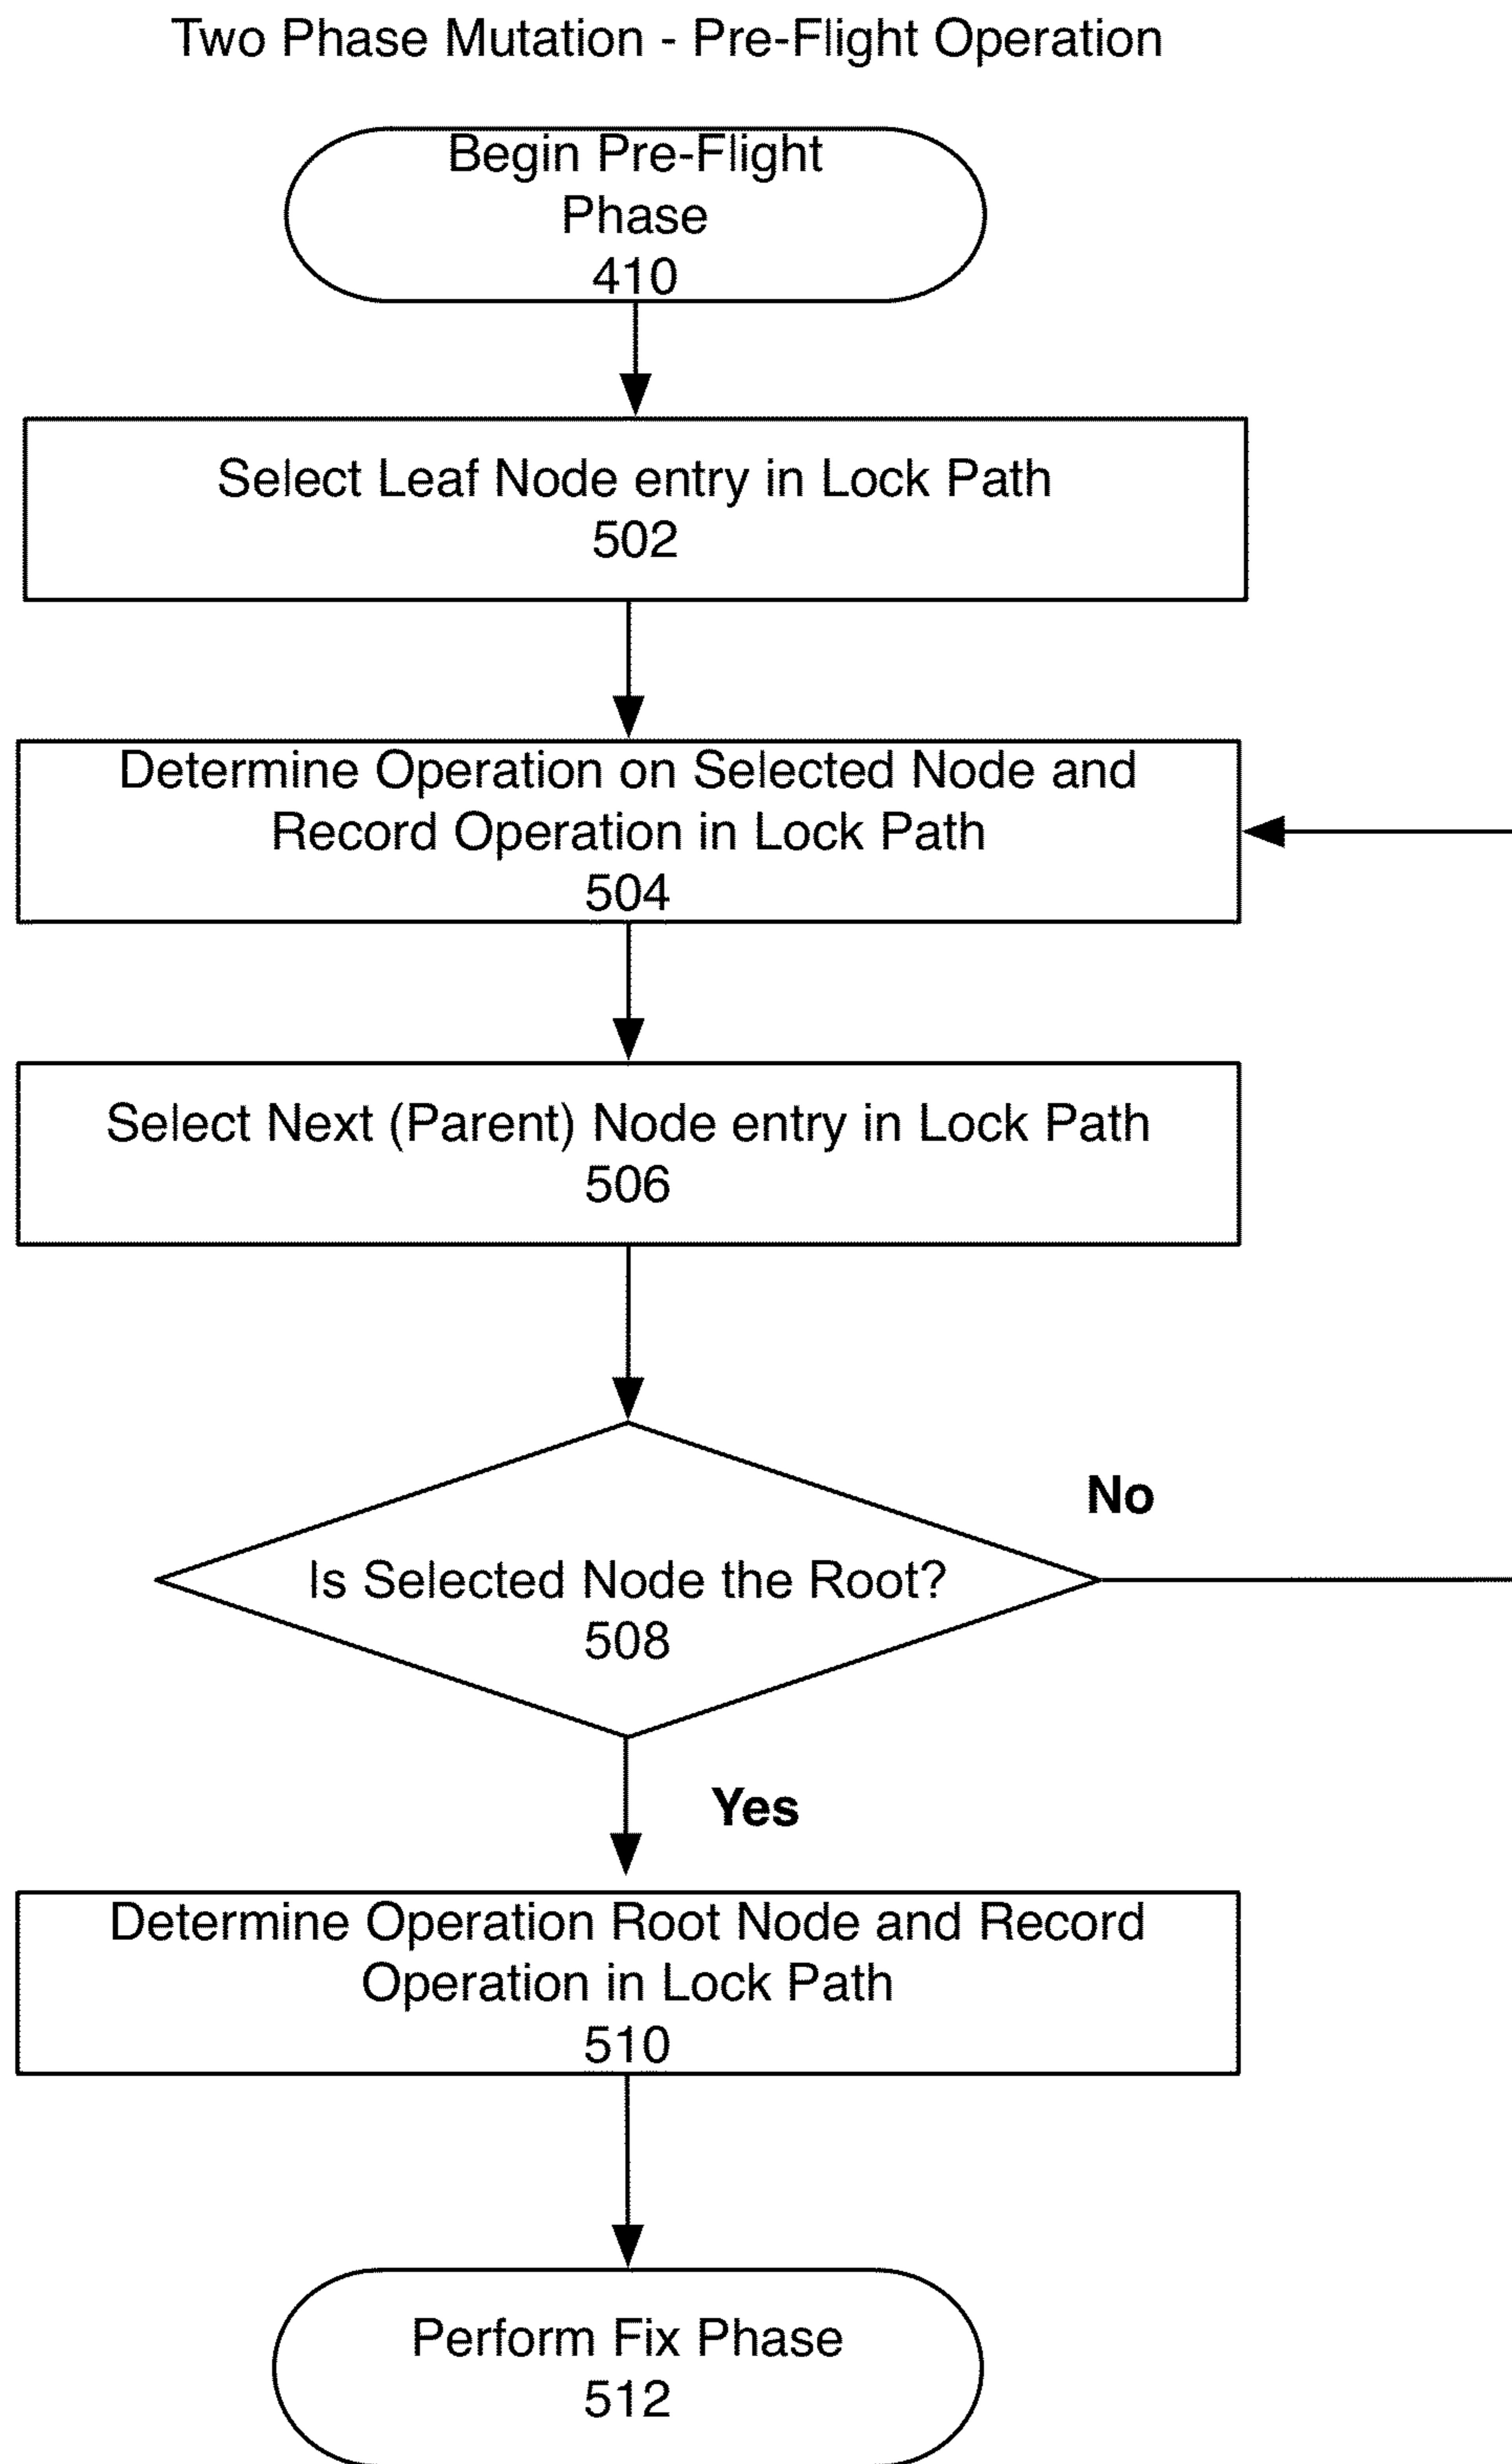 Two Phase Mutation - Pre-Flight Operation
Begin Pre-Flight
Phase
410
Select Leaf Node entry in Lock Path
502
Determine Operation on Selected Node and
Record Operation in Lock Path
504
Select Next (Parent) Node entry in Lock Path
506
No
Is Selected Node the Root?
508
Yes
Determine Operation Root Node and Record
Operation in Lock Path
510
Perform Fix Phase
512